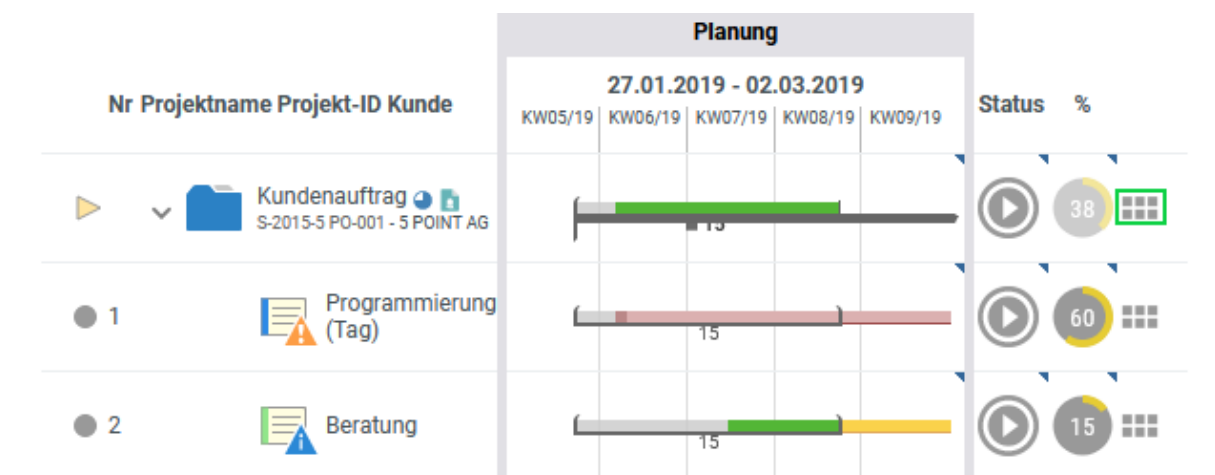 Planung
Nr Projektname Projekt-ID Kunde
27.01.2019 - 02.03.2019
Status %
KW05/19 KW06/19 KW07/19 KW08/19 KW09/19
Kundenauftrag
S-2015-5 PO-001 - 5 POINT AG
15
38
1
Programmierung
(Tag)
15
60
2
Beratung
15
15